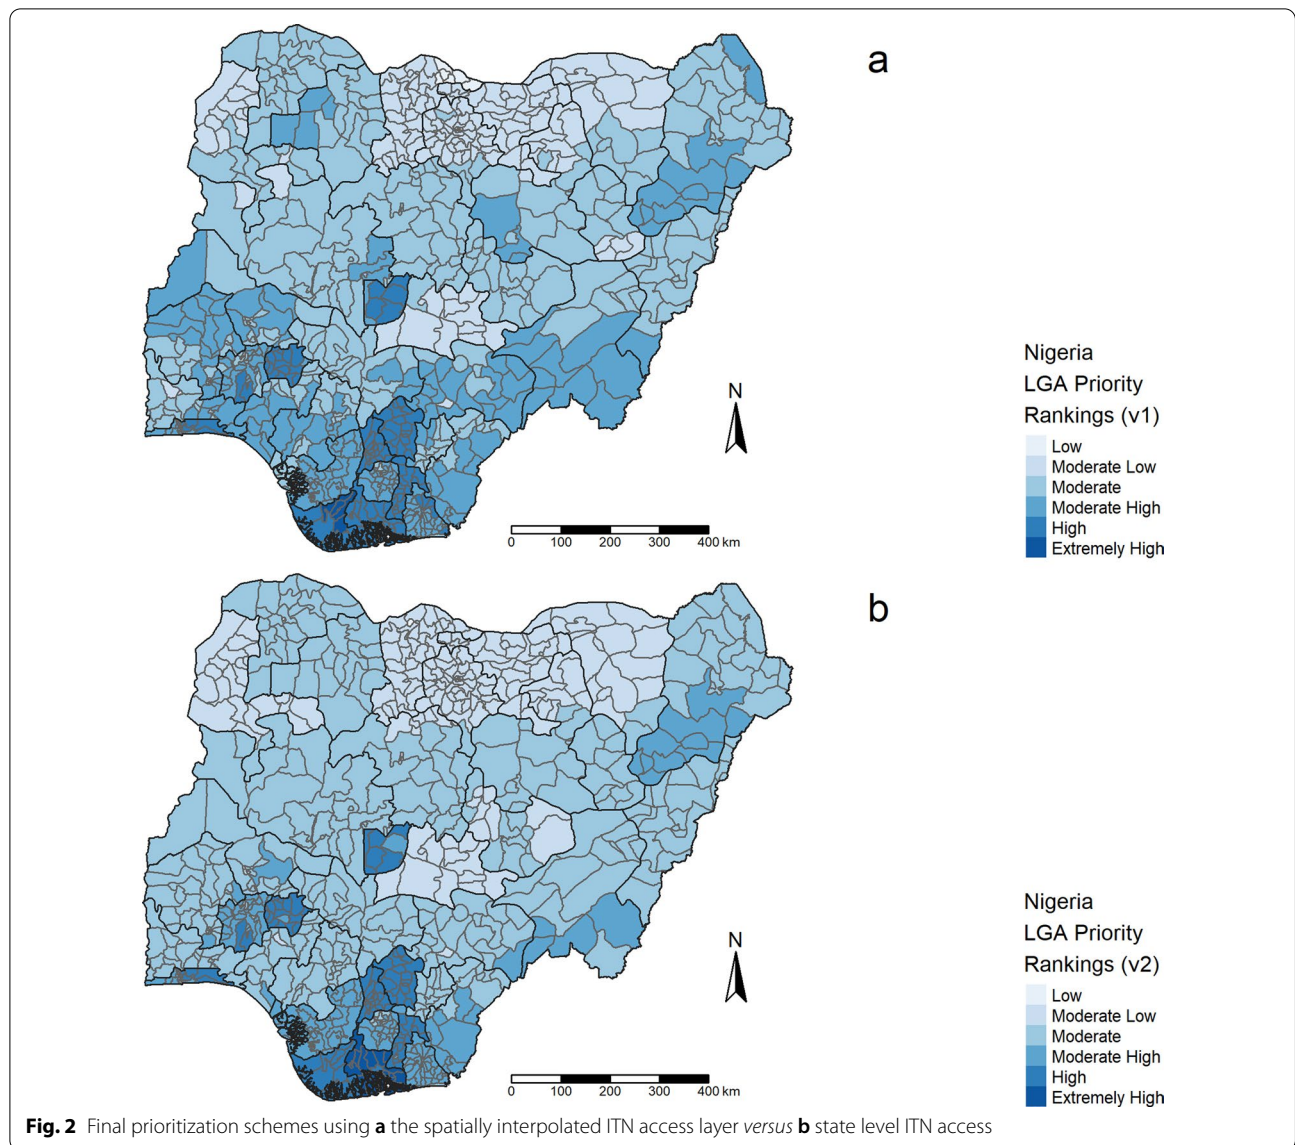 a
Nigeria
LGA Priority
Rankings (v1)
Low
Moderate Low
Moderate
Moderate High
High
Extremely High
N
0 100 200 300 400 km
b
Nigeria
LGA Priority
Rankings (v2)
Low
Moderate Low
Moderate
Moderate High
High
Extremely High
N
0 100 200 300 400 km
Fig. 2 Final prioritization schemes using a the spatially interpolated ITN access layer versus b state level ITN access